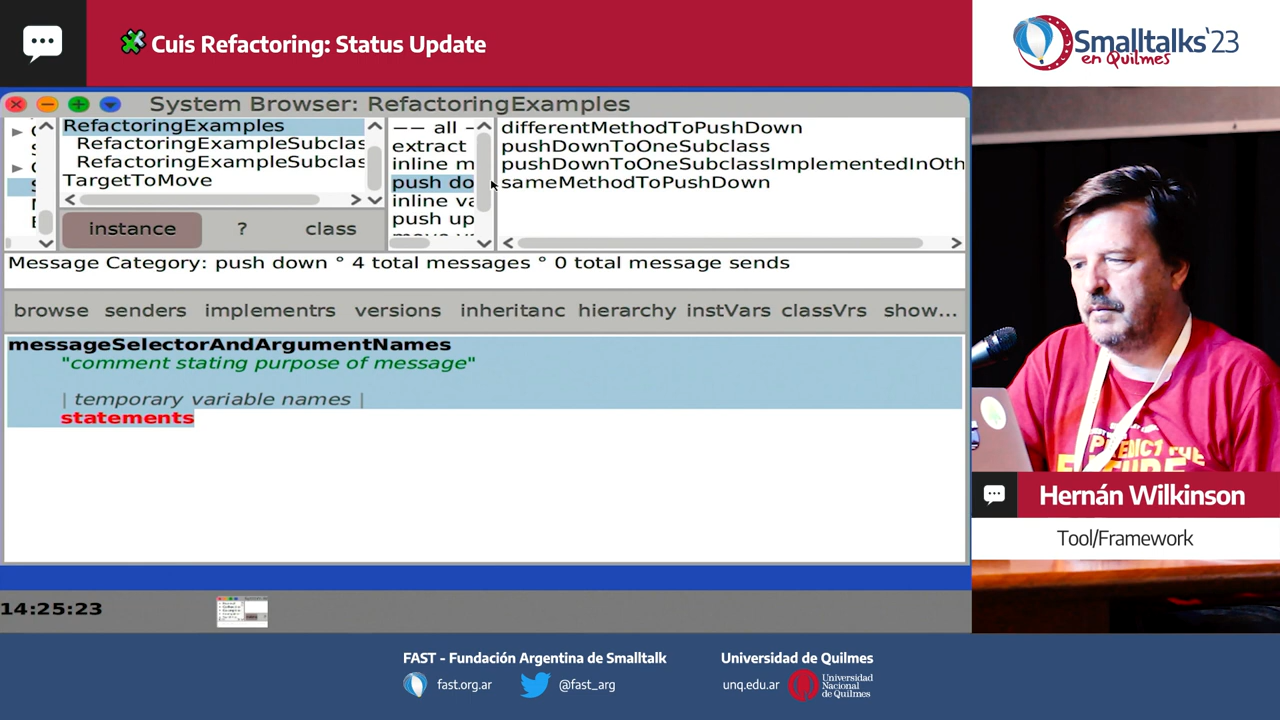 Cuis Refactoring: Status Update
Smalltalks'23
en Quilmes
System Browser: RefactoringExamples
RefactoringExamples
RefactoringExampleSubclas
RefactoringExampleSubclas
TargetToMove
instance
?
class
-- all -
extract
inline m
push do
inline va
push up
differentMethodToPushDown
pushDownToOneSubclass
pushDownToOneSubclassImplementedInOth
sameMethodToPushDown
Message Category: push down ° 4 total messages ° 0 total message sends
browse senders implementrs versions inheritanc hierarchy instVars classVrs show...
messageSelectorAndArgumentNames
"comment stating purpose of message"
| temporary variable names |
statements
14:25:23
PREDICT THE
FUTURE
Hernán Wilkinson
Tool/Framework
FAST - Fundación Argentina de Smalltalk
fast.org.ar
@fast_arg
Universidad de Quilmes
unq.edu.ar
Universidad
Nacional
de Quilmes